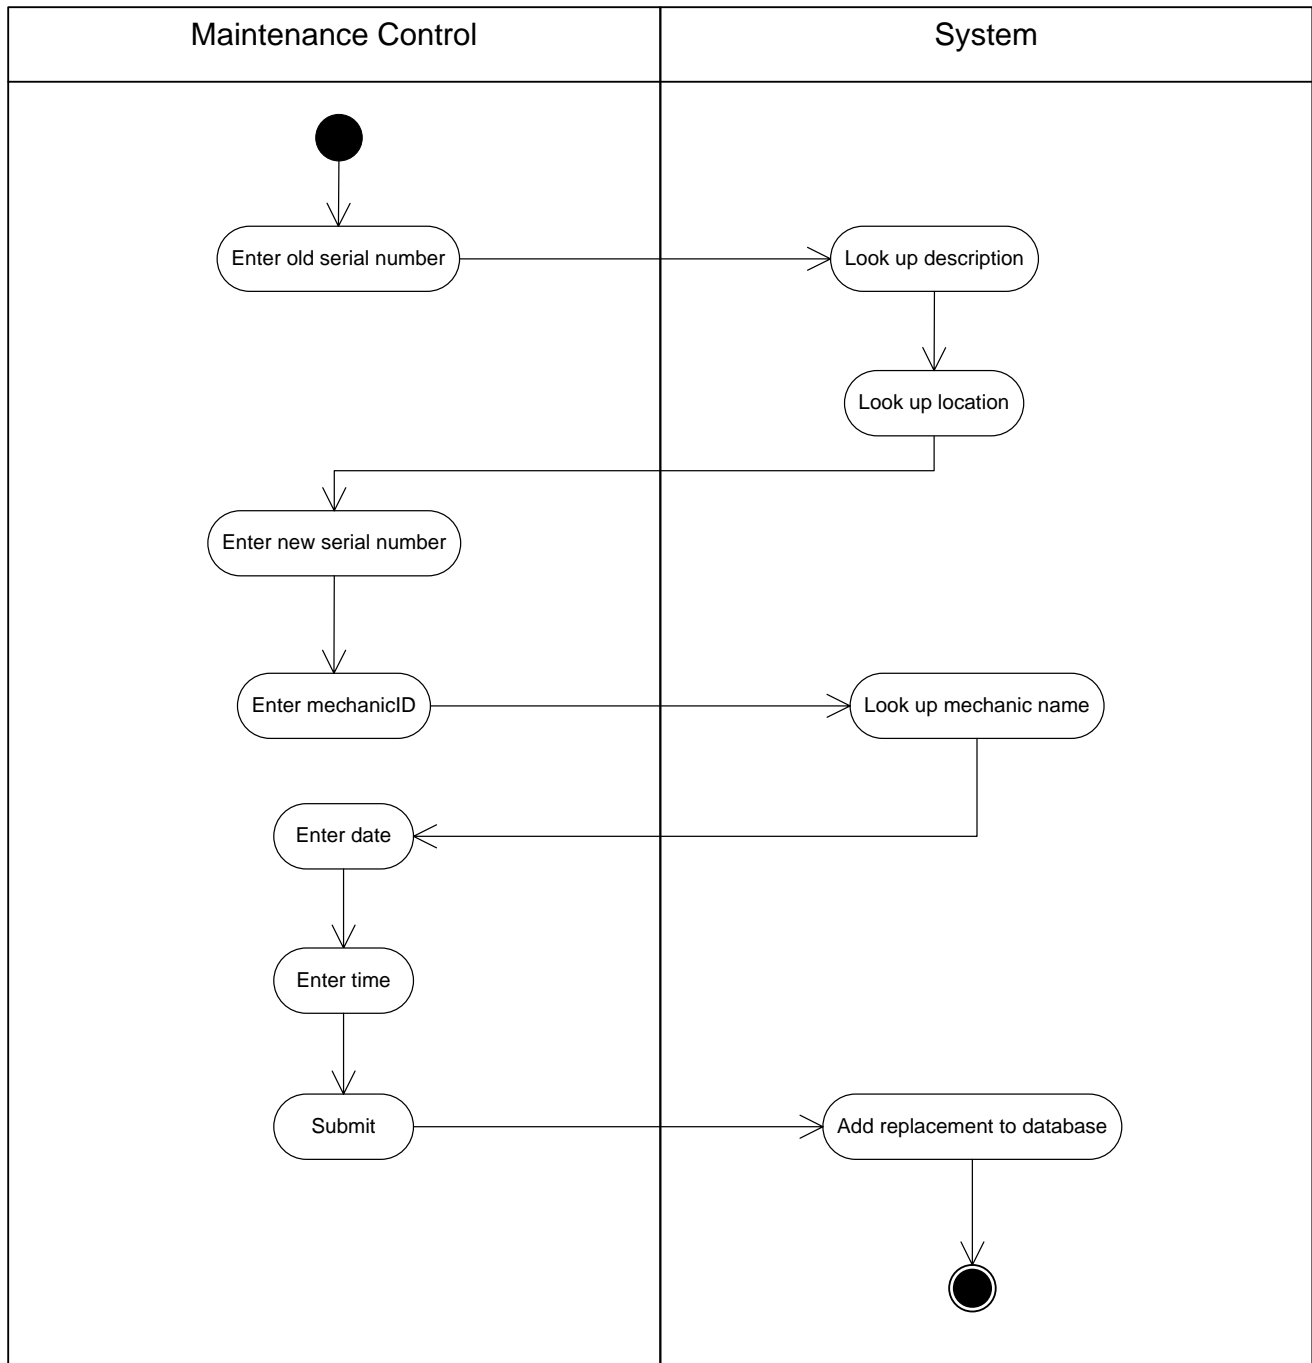 Maintenance Control
System
Enter old serial number
Look up description
Look up location
Enter new serial number
Enter mechanicID
Look up mechanic name
Enter date
Enter time
Submit
Add replacement to database